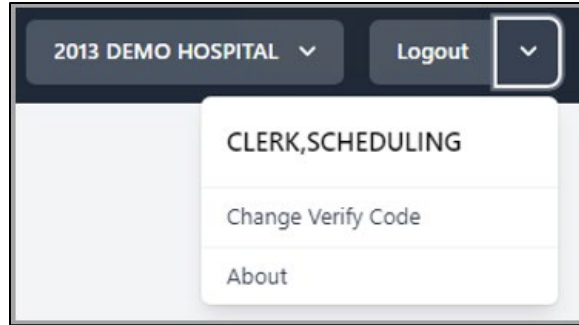 2013 DEMO HOSPITAL Logout
CLERK,SCHEDULING
Change Verify Code
About